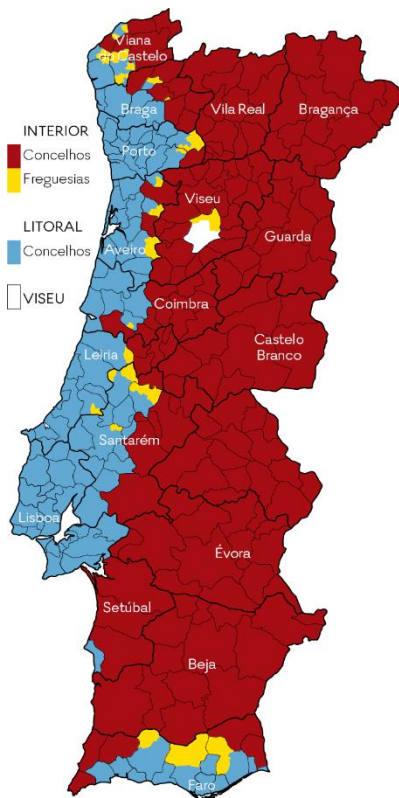 Viana
do Castelo
Braga
Vila Real
Bragança
Porto
INTERIOR
Concelhos
Freguesias
LITORAL
Concelhos
VISEU
Viseu
Guarda
Aveiro
Coimbra
Castelo
Branco
Leiria
Santarém
Lisboa
Évora
Setúbal
Beja
Faro